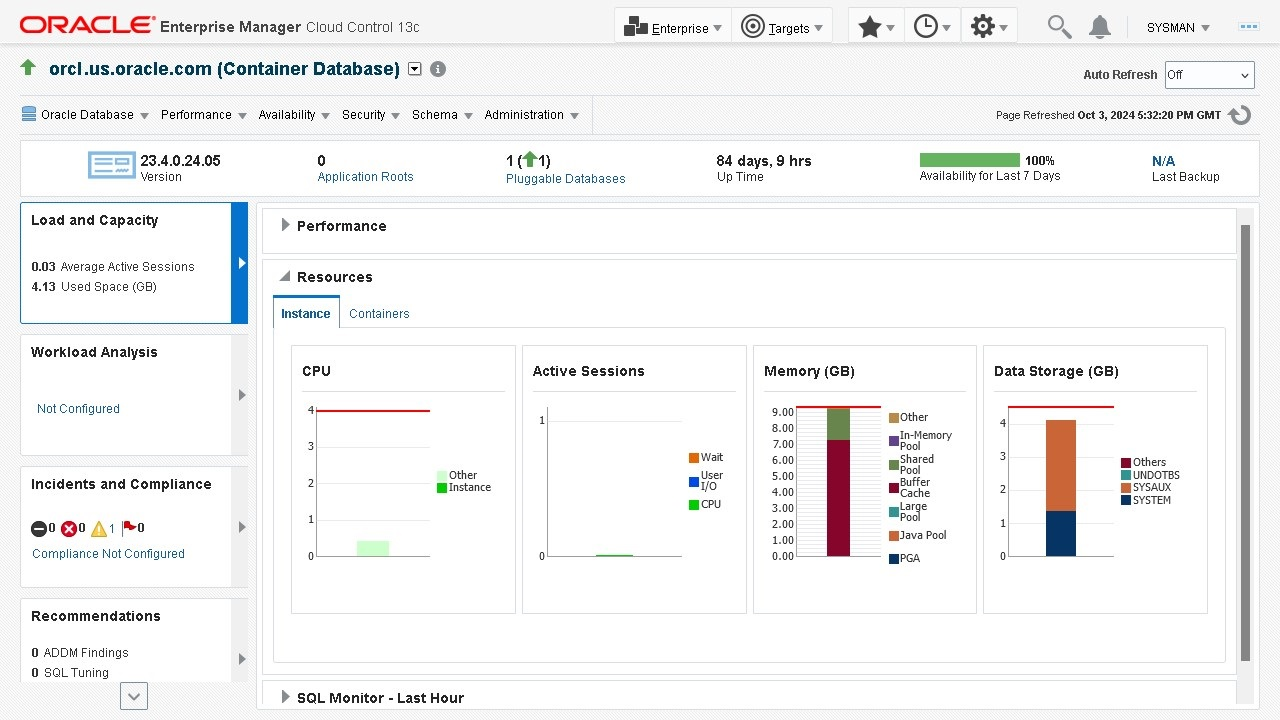 ORACLE Enterprise Manager Cloud Control 13c
Enterprise
Targets
SYSMAN
orcl.us.oracle.com (Container Database)
Auto Refresh Off
Oracle Database
Performance
Availability
Security
Schema
Administration
Page Refreshed Oct 3, 2024 5:32:20 PM GMT
23.4.0.24.05
Version
0
Application Roots
1 (1)
Pluggable Databases
84 days, 9 hrs
Up Time
100%
Availability for Last 7 Days
N/A
Last Backup
Load and Capacity
0.03 Average Active Sessions
4.13 Used Space (GB)
Workload Analysis
Not Configured
Incidents and Compliance
0 0 1 0
Compliance Not Configured
Recommendations
0 ADDM Findings
0 SQL Tuning
Performance
Resources
Instance
Containers
CPU
4
3
2
1
0
Other
Instance
Active Sessions
1
0
Wait
User
I/O
CPU
Memory (GB)
9.00
8.00
7.00
6.00
5.00
4.00
3.00
2.00
1.00
0.00
Other
In-Memory
Pool
Shared
Pool
Buffer
Cache
Large
Pool
Java Pool
PGA
Data Storage (GB)
4
3
2
1
0
Others
UNDOTBS
SYSAUX
SYSTEM
SQL Monitor - Last Hour